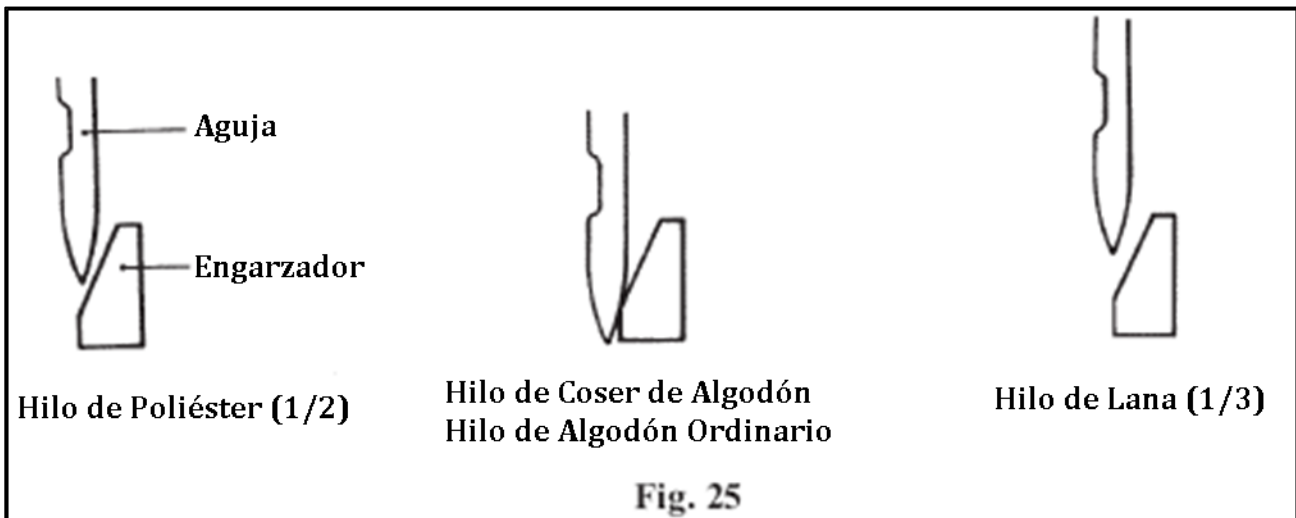 Aguja
Engarzador
Hilo de Poliéster (1/2)
Hilo de Coser de Algodón
Hilo de Algodón Ordinario
Hilo de Lana (1/3)
Fig. 25